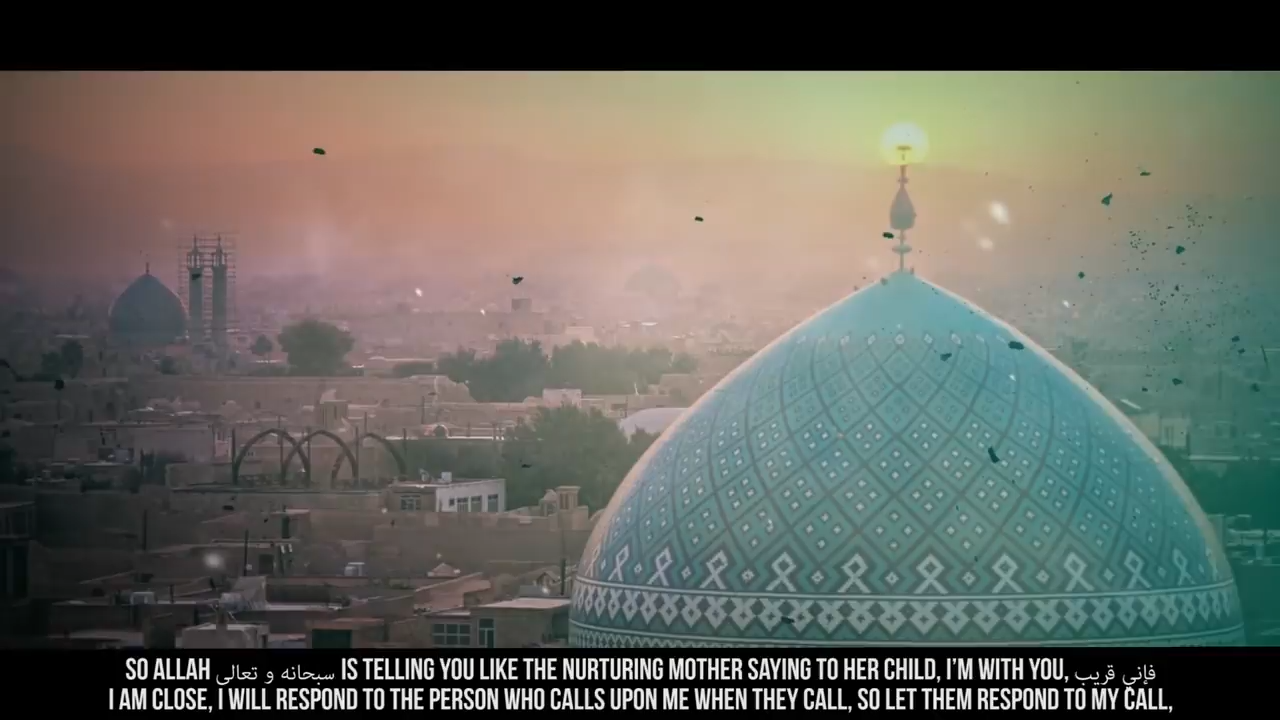 SO ALLAH سبحانه و تعالى IS TELLING YOU LIKE THE NURTURING MOTHER SAYING TO HER CHILD, I'M WITH YOU, فإني قريب
I AM CLOSE, I WILL RESPOND TO THE PERSON WHO CALLS UPON ME WHEN THEY CALL, SO LET THEM RESPOND TO MY CALL,